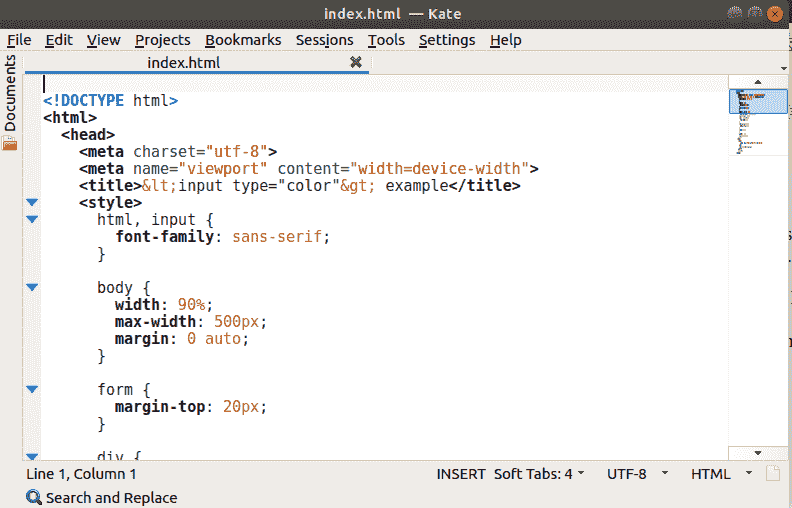 index.html — Kate
File Edit View Projects Bookmarks Sessions Tools Settings Help
Documents
index.html
<!DOCTYPE html>
<html>
  <head>
    <meta charset="utf-8">
    <meta name="viewport" content="width=device-width">
    <title>&lt;input type="color"&gt; example</title>
    <style>
      html, input {
        font-family: sans-serif;
      }
      body {
        width: 90%;
        max-width: 500px;
        margin: 0 auto;
      }
      form {
        margin-top: 20px;
      }
      div {
Line 1, Column 1 INSERT Soft Tabs: 4 UTF-8 HTML
Search and Replace